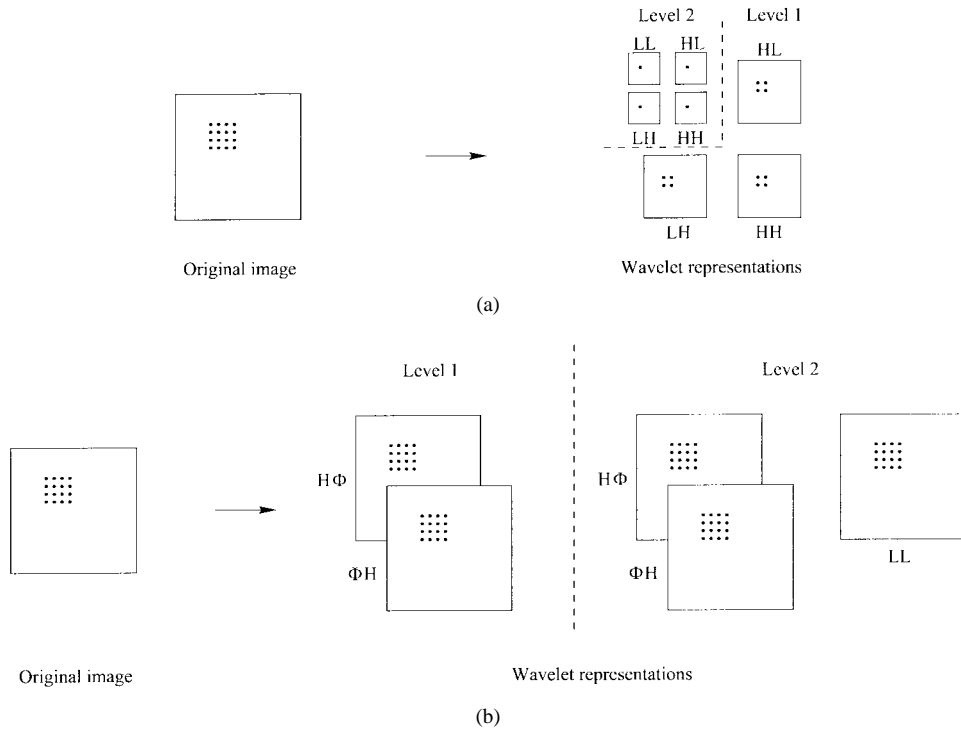 Level 2 Level 1
LL HL HL
LH HH
LH HH
Original image Wavelet representations
(a)
Level 1 Level 2
HΦ HΦ
ΦH ΦH LL
Original image Wavelet representations
(b)